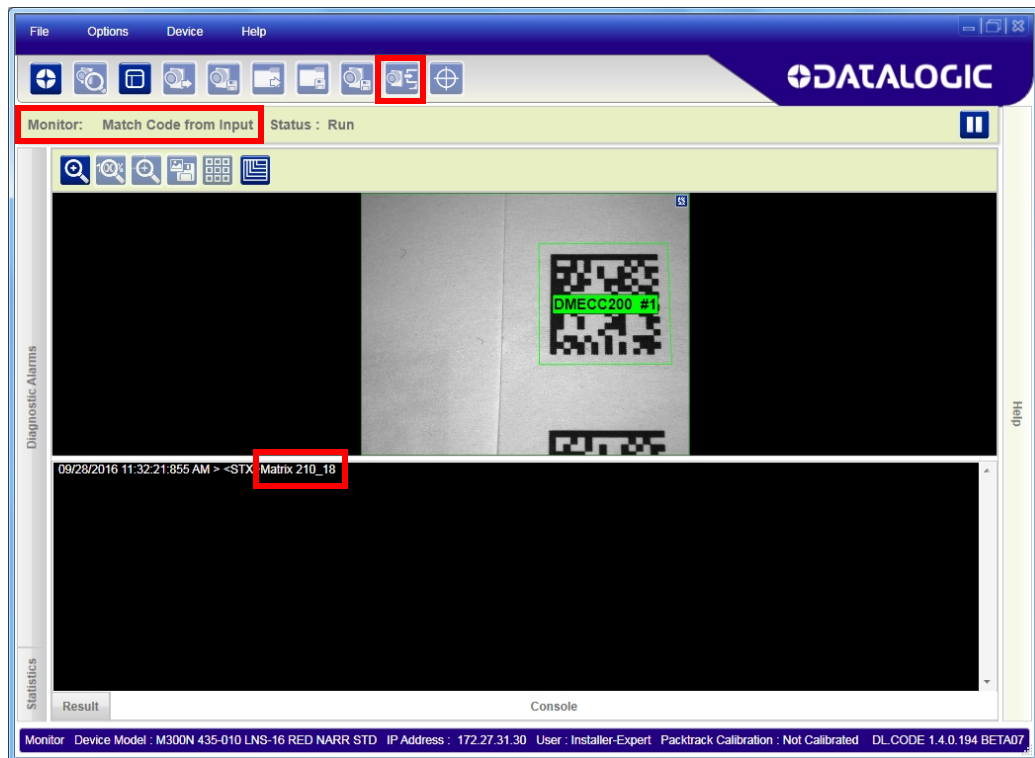 File Options Device Help
DATALOGIC
Monitor: Match Code from Input Status : Run
DMECC200 #1
Diagnostic Alarms
Help
09/28/2016 11:32:21:855 AM > <STX>Matrix 210_18
Statistics
Result Console
Monitor Device Model : M300N 435-010 LNS-16 RED NARR STD IP Address : 172.27.31.30 User : Installer-Expert Packtrack Calibration : Not Calibrated DL.CODE 1.4.0.194 BETA07